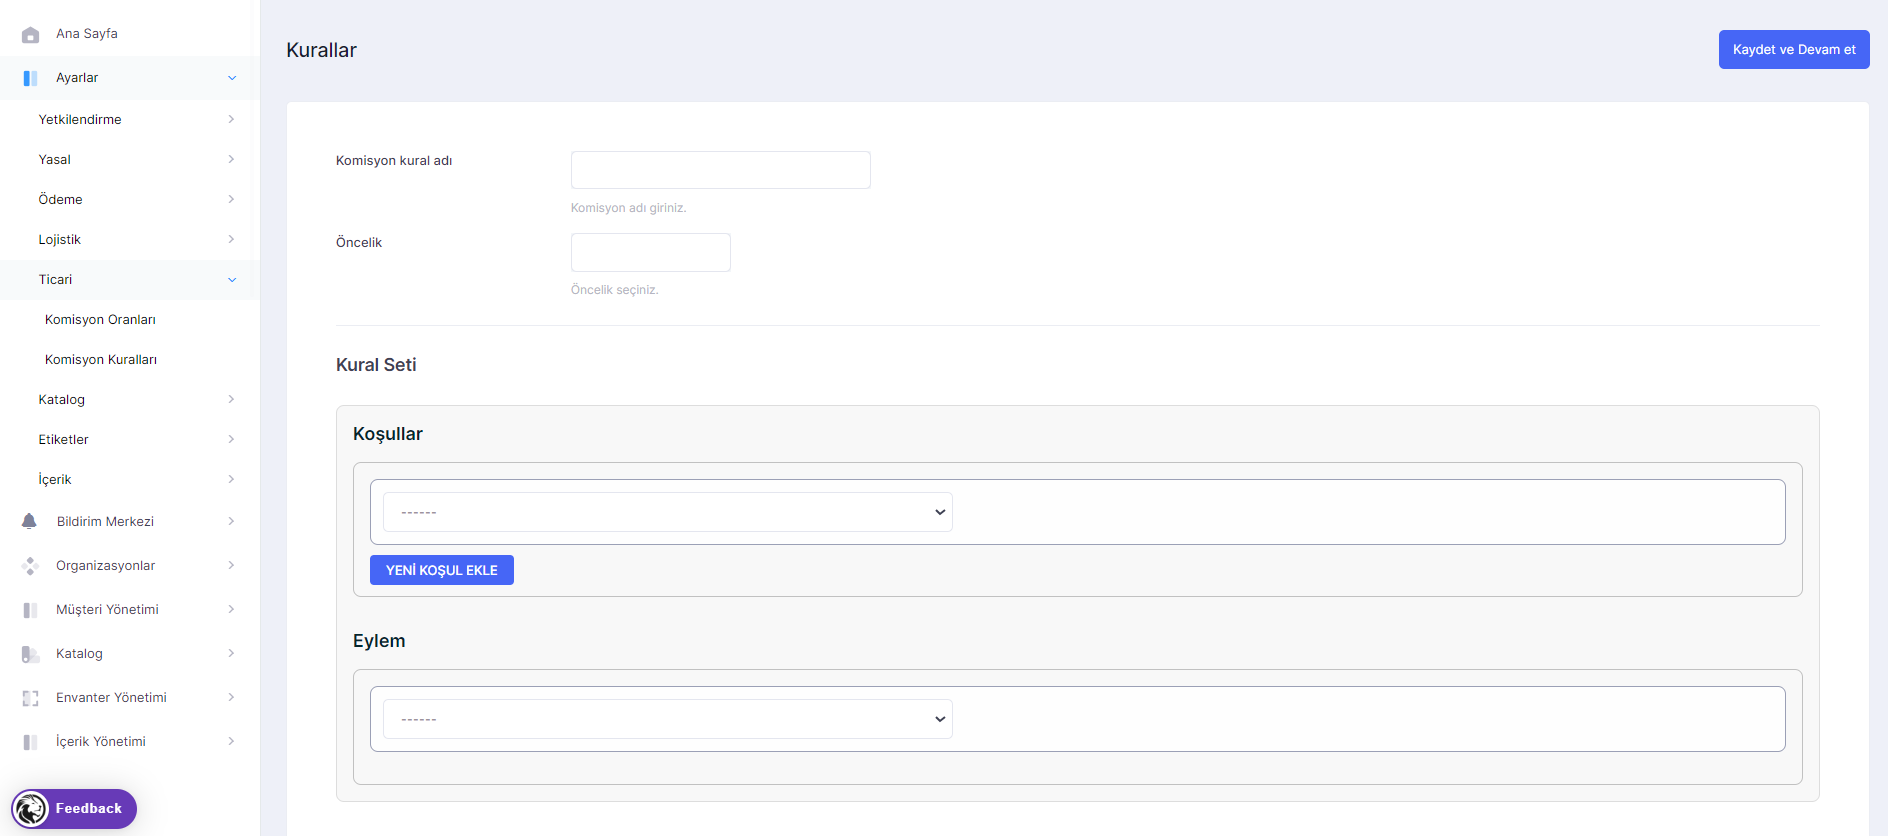 Ana Sayfa
Ayarlar
Yetkilendirme
Yasal
Ödeme
Lojistik
Ticari
Komisyon Oranları
Komisyon Kuralları
Katalog
Etiketler
İçerik
Bildirim Merkezi
Organizasyonlar
Müşteri Yönetimi
Katalog
Envanter Yönetimi
İçerik Yönetimi
Feedback
Kurallar
Kaydet ve Devam et
Komisyon kural adı
Komisyon adı giriniz.
Öncelik
Öncelik seçiniz.
Kural Seti
Koşullar
------
YENİ KOŞUL EKLE
Eylem
------